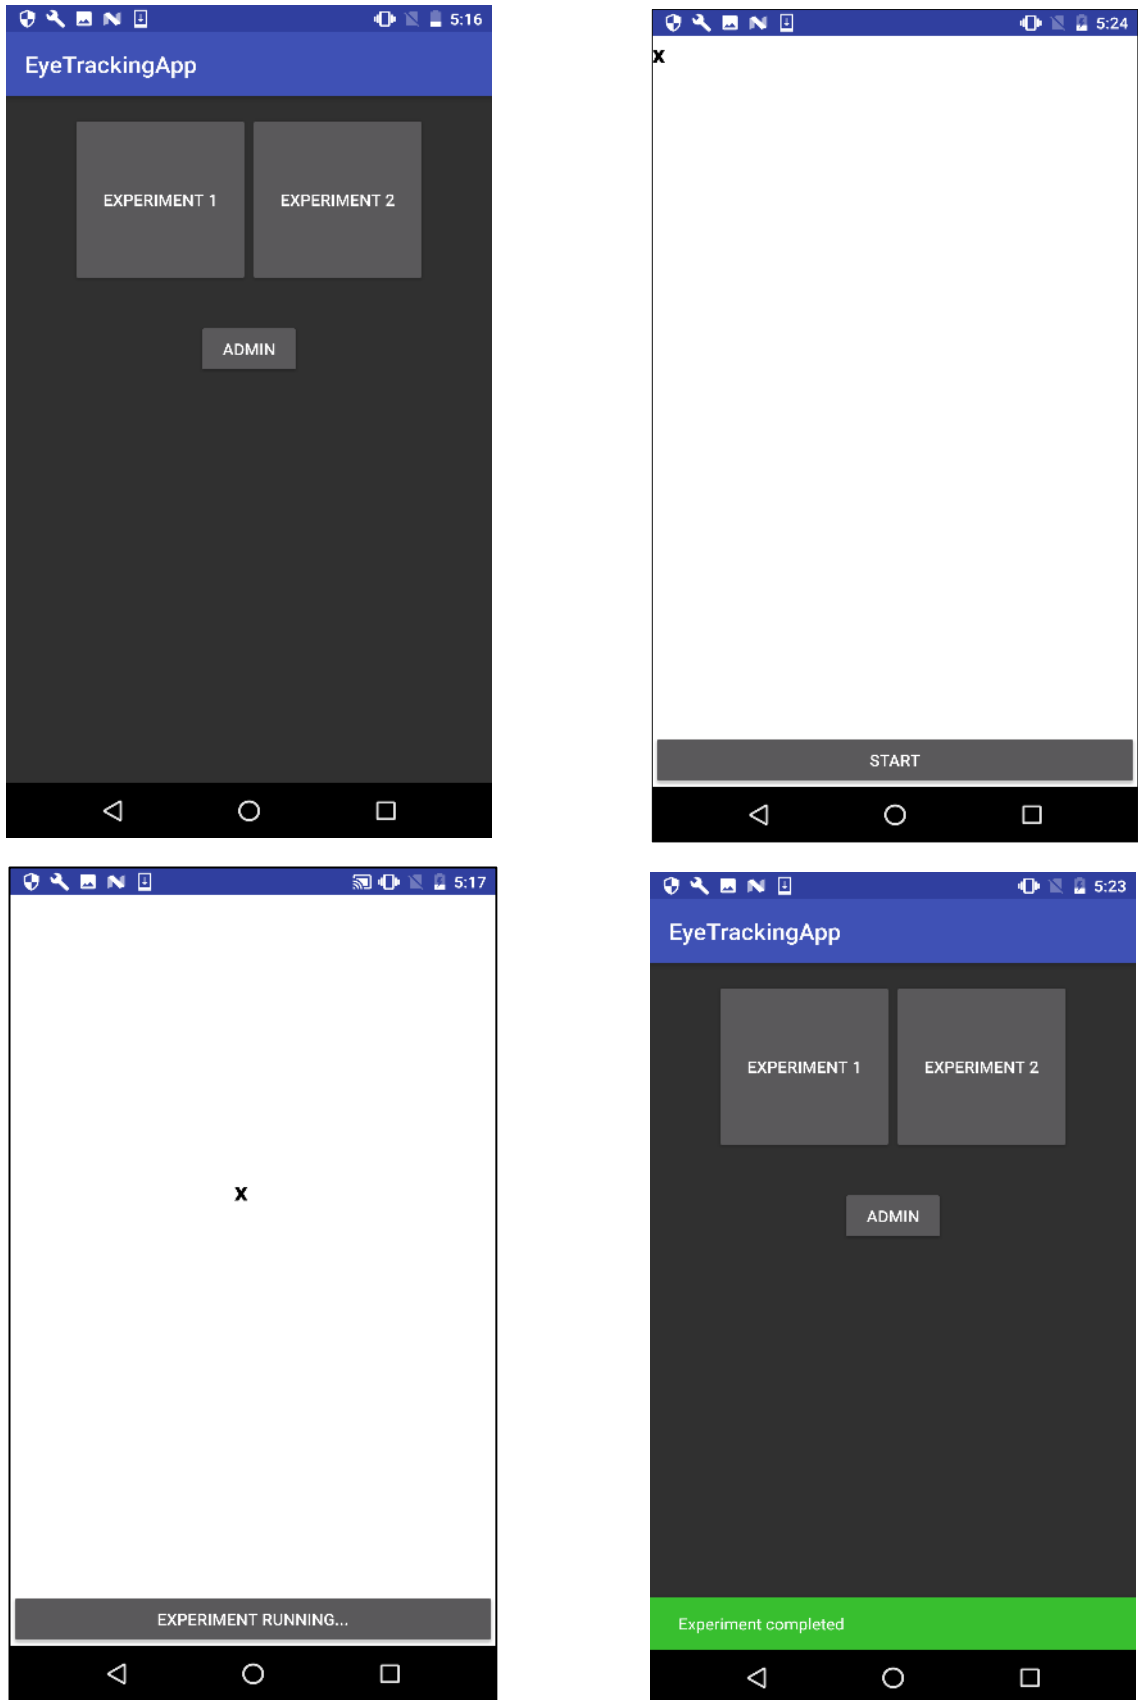 5:16
EyeTrackingApp
EXPERIMENT 1
EXPERIMENT 2
ADMIN
5:24
x
START
5:17
x
EXPERIMENT RUNNING...
5:23
EyeTrackingApp
EXPERIMENT 1
EXPERIMENT 2
ADMIN
Experiment completed